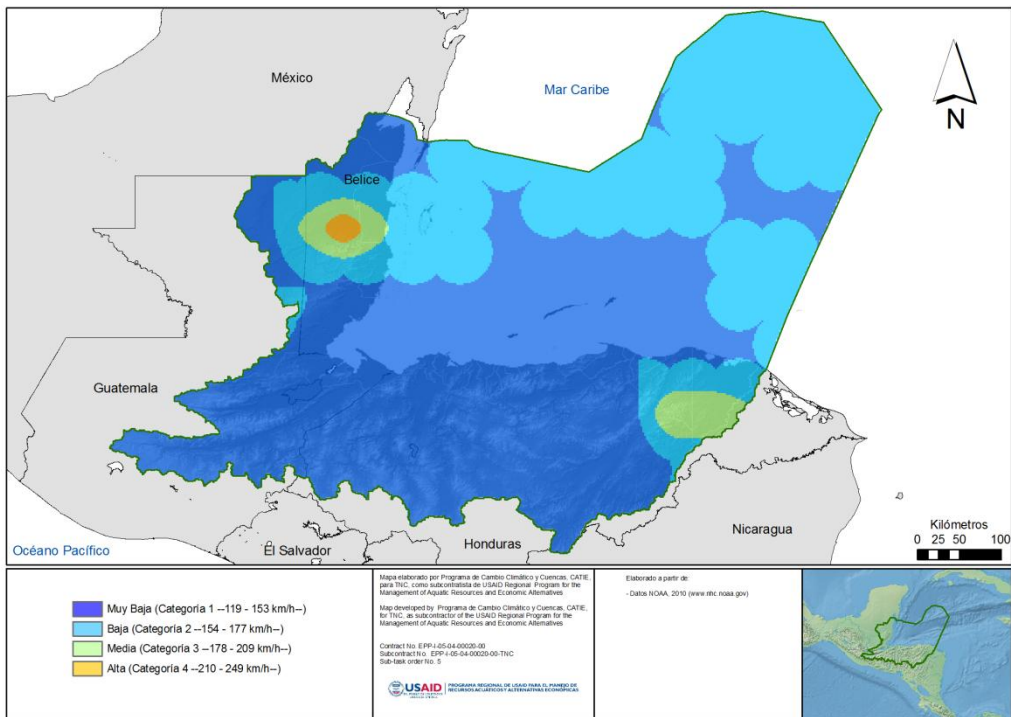 México
Mar Caribe
N
Belice
Guatemala
Nicaragua
Kilómetros
0 25 50 100
Océano Pacífico
El Salvador
Honduras
Muy Baja (Categoría 1 --119 - 153 km/h--)
Baja (Categoría 2 --154 - 177 km/h--)
Media (Categoría 3 --178 - 209 km/h--)
Alta (Categoría 4 --210 - 249 km/h--)
Mapa elaborado por Programa de Cambio Climático y Cuencas, CATIE,
para TNC, como subcontratista de USAID Regional Program for the
Management of Aquatic Resources and Economic Alternatives
Map developed by Programa de Cambio Climático y Cuencas, CATIE,
for TNC, as subcontractor of the USAID Regional Program for the
Management of Aquatic Resources and Economic Alternatives
Contract No. EPP-I-05-04-00020-00
Subcontract No. EPP-I-05-04-00020-00-TNC
Sub-task order No. 5
USAID
PROGRAMA REGIONAL DE USAID PARA EL MANEJO DE
RECURSOS ACUÁTICOS Y ALTERNATIVAS ECONÓMICAS
Elaborado a partir de:
- Datos NOAA, 2010 (www.nhc.noaa.gov)